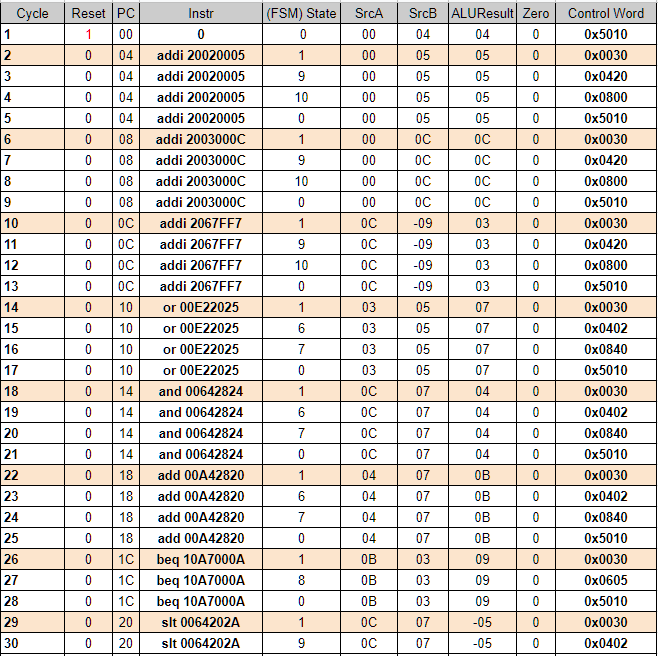 Cycle Reset PC Instr (FSM) State SrcA SrcB ALUResult Zero Control Word
1 1 00 0 0 00 04 04 0 0x5010
2 0 04 addi 20020005 1 00 05 05 0 0x0030
3 0 04 addi 20020005 9 00 05 05 0 0x0420
4 0 04 addi 20020005 10 00 05 05 0 0x0800
5 0 04 addi 20020005 0 00 05 05 0 0x5010
6 0 08 addi 2003000C 1 00 0C 0C 0 0x0030
7 0 08 addi 2003000C 9 00 0C 0C 0 0x0420
8 0 08 addi 2003000C 10 00 0C 0C 0 0x0800
9 0 08 addi 2003000C 0 00 0C 0C 0 0x5010
10 0 0C addi 2067FF7 1 0C -09 03 0 0x0030
11 0 0C addi 2067FF7 9 0C -09 03 0 0x0420
12 0 0C addi 2067FF7 10 0C -09 03 0 0x0800
13 0 0C addi 2067FF7 0 0C -09 03 0 0x5010
14 0 10 or 00E22025 1 03 05 07 0 0x0030
15 0 10 or 00E22025 6 03 05 07 0 0x0402
16 0 10 or 00E22025 7 03 05 07 0 0x0840
17 0 10 or 00E22025 0 03 05 07 0 0x5010
18 0 14 and 00642824 1 0C 07 04 0 0x0030
19 0 14 and 00642824 6 0C 07 04 0 0x0402
20 0 14 and 00642824 7 0C 07 04 0 0x0840
21 0 14 and 00642824 0 0C 07 04 0 0x5010
22 0 18 add 00A42820 1 04 07 0B 0 0x0030
23 0 18 add 00A42820 6 04 07 0B 0 0x0402
24 0 18 add 00A42820 7 04 07 0B 0 0x0840
25 0 18 add 00A42820 0 04 07 0B 0 0x5010
26 0 1C beq 10A7000A 1 0B 03 09 0 0x0030
27 0 1C beq 10A7000A 8 0B 03 09 0 0x0605
28 0 1C beq 10A7000A 0 0B 03 09 0 0x5010
29 0 20 slt 0064202A 1 0C 07 -05 0 0x0030
30 0 20 slt 0064202A 9 0C 07 -05 0 0x0402